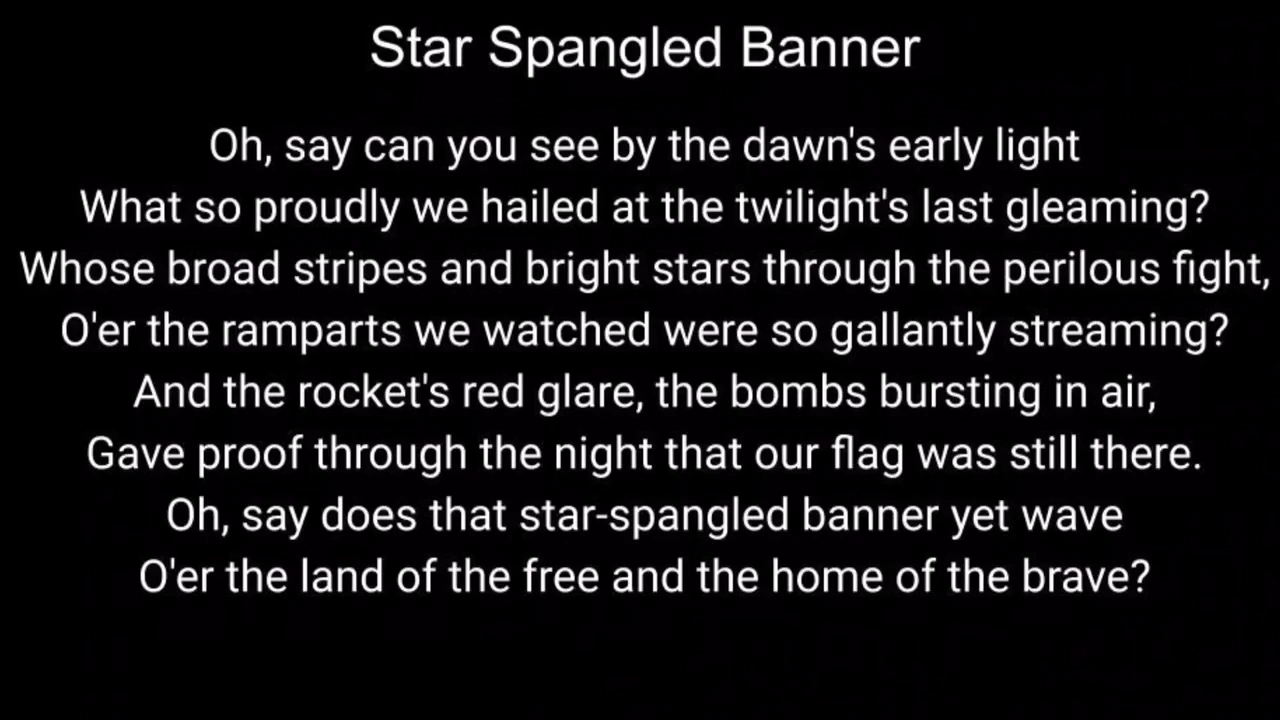 Star Spangled Banner
Oh, say can you see by the dawn's early light
What so proudly we hailed at the twilight's last gleaming?
Whose broad stripes and bright stars through the perilous fight,
O'er the ramparts we watched were so gallantly streaming?
And the rocket's red glare, the bombs bursting in air,
Gave proof through the night that our flag was still there.
Oh, say does that star-spangled banner yet wave
O'er the land of the free and the home of the brave?